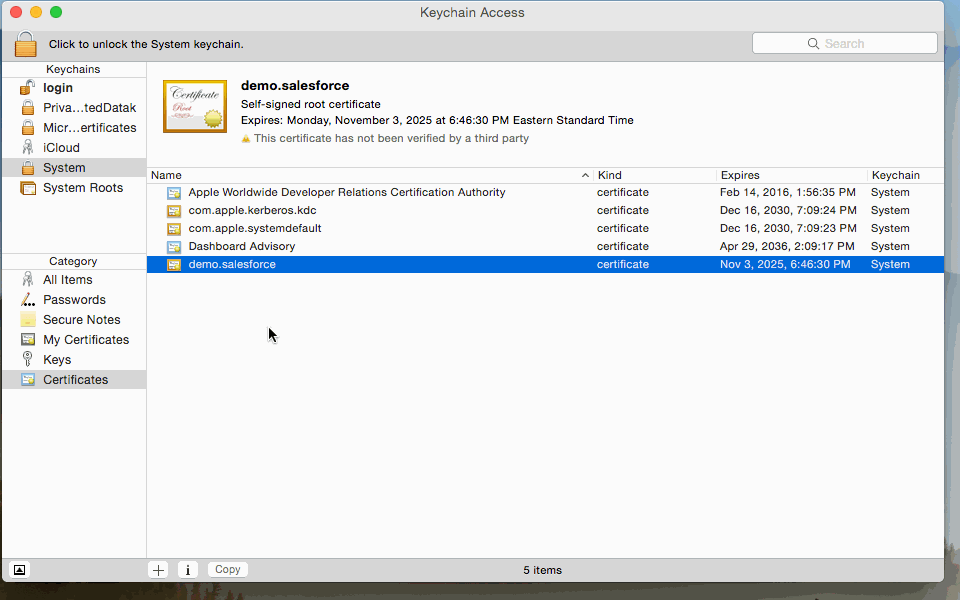 Keychain Access
Click to unlock the System keychain.
Search
Keychains
login
Priva...tedDatak
Micr...ertificates
iCloud
System
System Roots
Category
All Items
Passwords
Secure Notes
My Certificates
Keys
Certificates
Certificate
Root
demo.salesforce
Self-signed root certificate
Expires: Monday, November 3, 2025 at 6:46:30 PM Eastern Standard Time
This certificate has not been verified by a third party
Name Kind Expires Keychain
Apple Worldwide Developer Relations Certification Authority certificate Feb 14, 2016, 1:56:35 PM System
com.apple.kerberos.kdc certificate Dec 16, 2030, 7:09:24 PM System
com.apple.systemdefault certificate Dec 16, 2030, 7:09:23 PM System
Dashboard Advisory certificate Apr 29, 2036, 2:09:17 PM System
demo.salesforce certificate Nov 3, 2025, 6:46:30 PM System
Copy
5 items